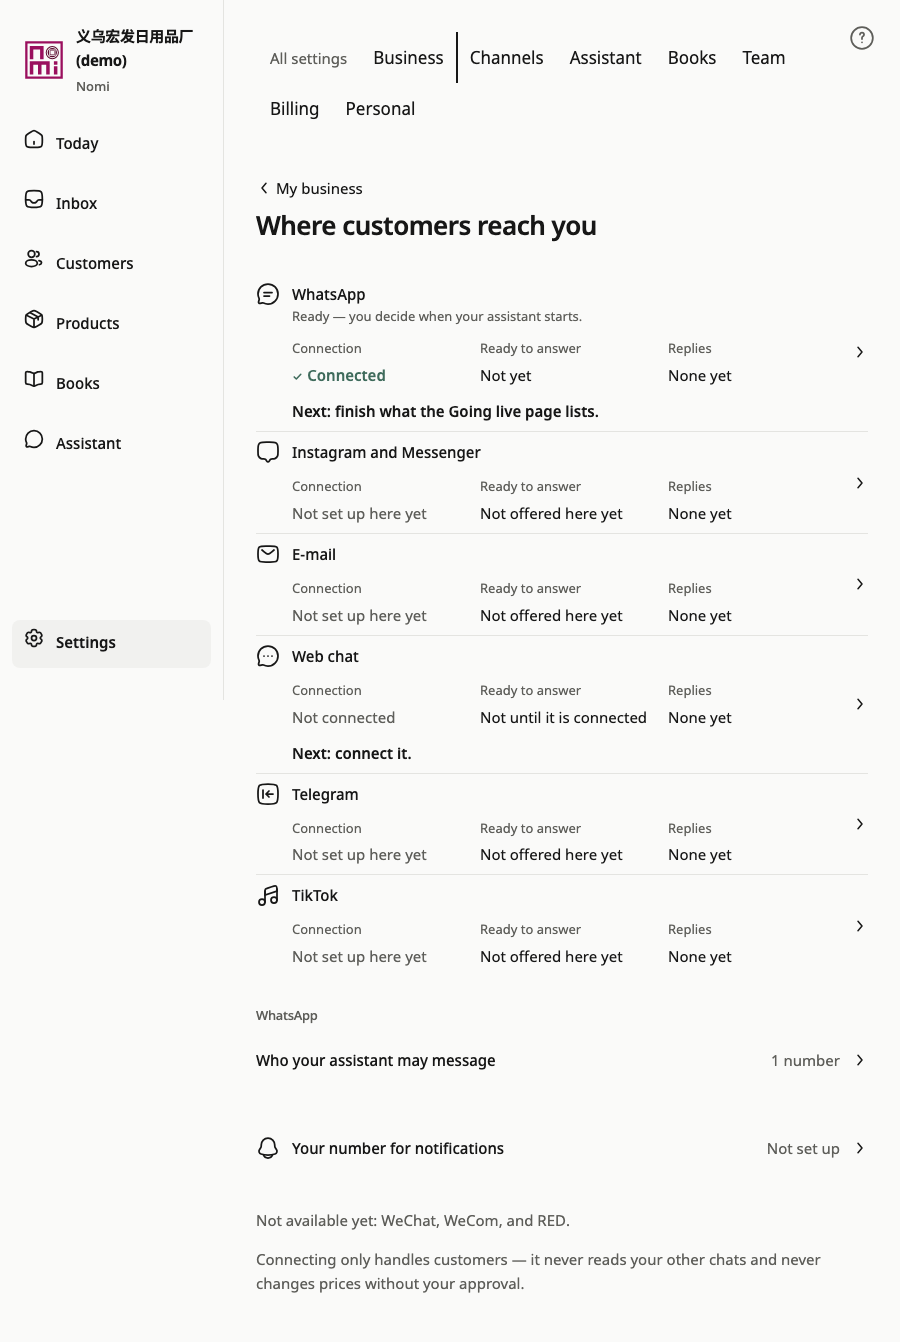 义乌宏发日用品厂
(demo)
Nomi
Today
Inbox
Customers
Products
Books
Assistant
Settings
All settings Business Channels Assistant Books Team
Billing Personal
My business
Where customers reach you
WhatsApp
Ready — you decide when your assistant starts.
Connection Ready to answer Replies
Connected Not yet None yet
Next: finish what the Going live page lists.
Instagram and Messenger
Connection Ready to answer Replies
Not set up here yet Not offered here yet None yet
E-mail
Connection Ready to answer Replies
Not set up here yet Not offered here yet None yet
Web chat
Connection Ready to answer Replies
Not connected Not until it is connected None yet
Next: connect it.
Telegram
Connection Ready to answer Replies
Not set up here yet Not offered here yet None yet
TikTok
Connection Ready to answer Replies
Not set up here yet Not offered here yet None yet
WhatsApp
Who your assistant may message 1 number
Your number for notifications Not set up
Not available yet: WeChat, WeCom, and RED.
Connecting only handles customers — it never reads your other chats and never
changes prices without your approval.